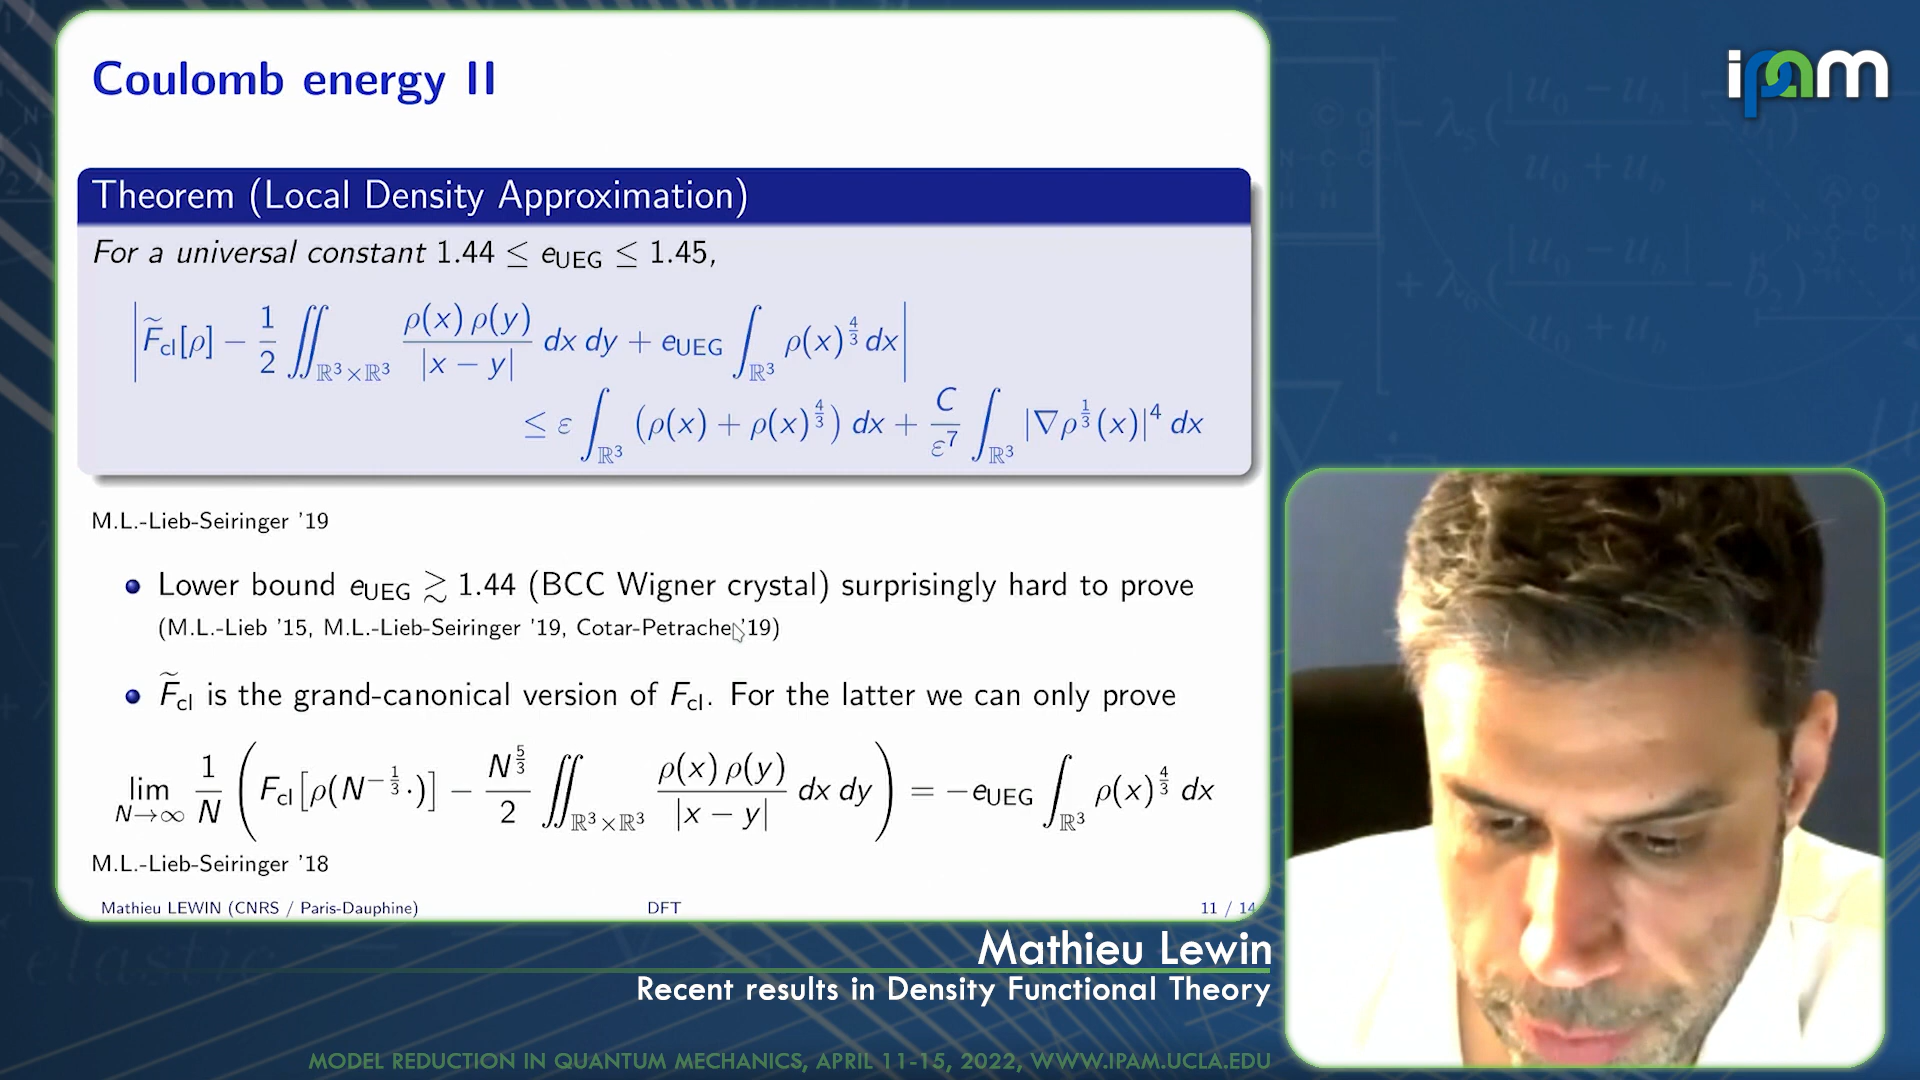 Coulomb energy II
ipam
Theorem (Local Density Approximation)
For a universal constant 1.44 ≤ e_UEG ≤ 1.45,
|F̃_cl[ρ] − 1/2 ∬_{ℝ³×ℝ³} ρ(x) ρ(y)/|x − y| dx dy + e_UEG ∫_{ℝ³} ρ(x)^{4/3} dx|
≤ ε ∫_{ℝ³} (ρ(x) + ρ(x)^{4/3}) dx + C/ε⁷ ∫_{ℝ³} |∇ρ^{1/3}(x)|⁴ dx
M.L.-Lieb-Seiringer '19
• Lower bound e_UEG ≳ 1.44 (BCC Wigner crystal) surprisingly hard to prove
(M.L.-Lieb '15, M.L.-Lieb-Seiringer '19, Cotar-Petrache '19)
• F̃_cl is the grand-canonical version of F_cl. For the latter we can only prove
lim_{N→∞} 1/N (F_cl[ρ(N^{−1/3}·)] − N^{5/3}/2 ∬_{ℝ³×ℝ³} ρ(x) ρ(y)/|x − y| dx dy) = −e_UEG ∫_{ℝ³} ρ(x)^{4/3} dx
M.L.-Lieb-Seiringer '18
Mathieu LEWIN (CNRS / Paris-Dauphine) DFT 11 / 14
Mathieu Lewin
Recent results in Density Functional Theory
MODEL REDUCTION IN QUANTUM MECHANICS, APRIL 11-15, 2022, WWW.IPAM.UCLA.EDU